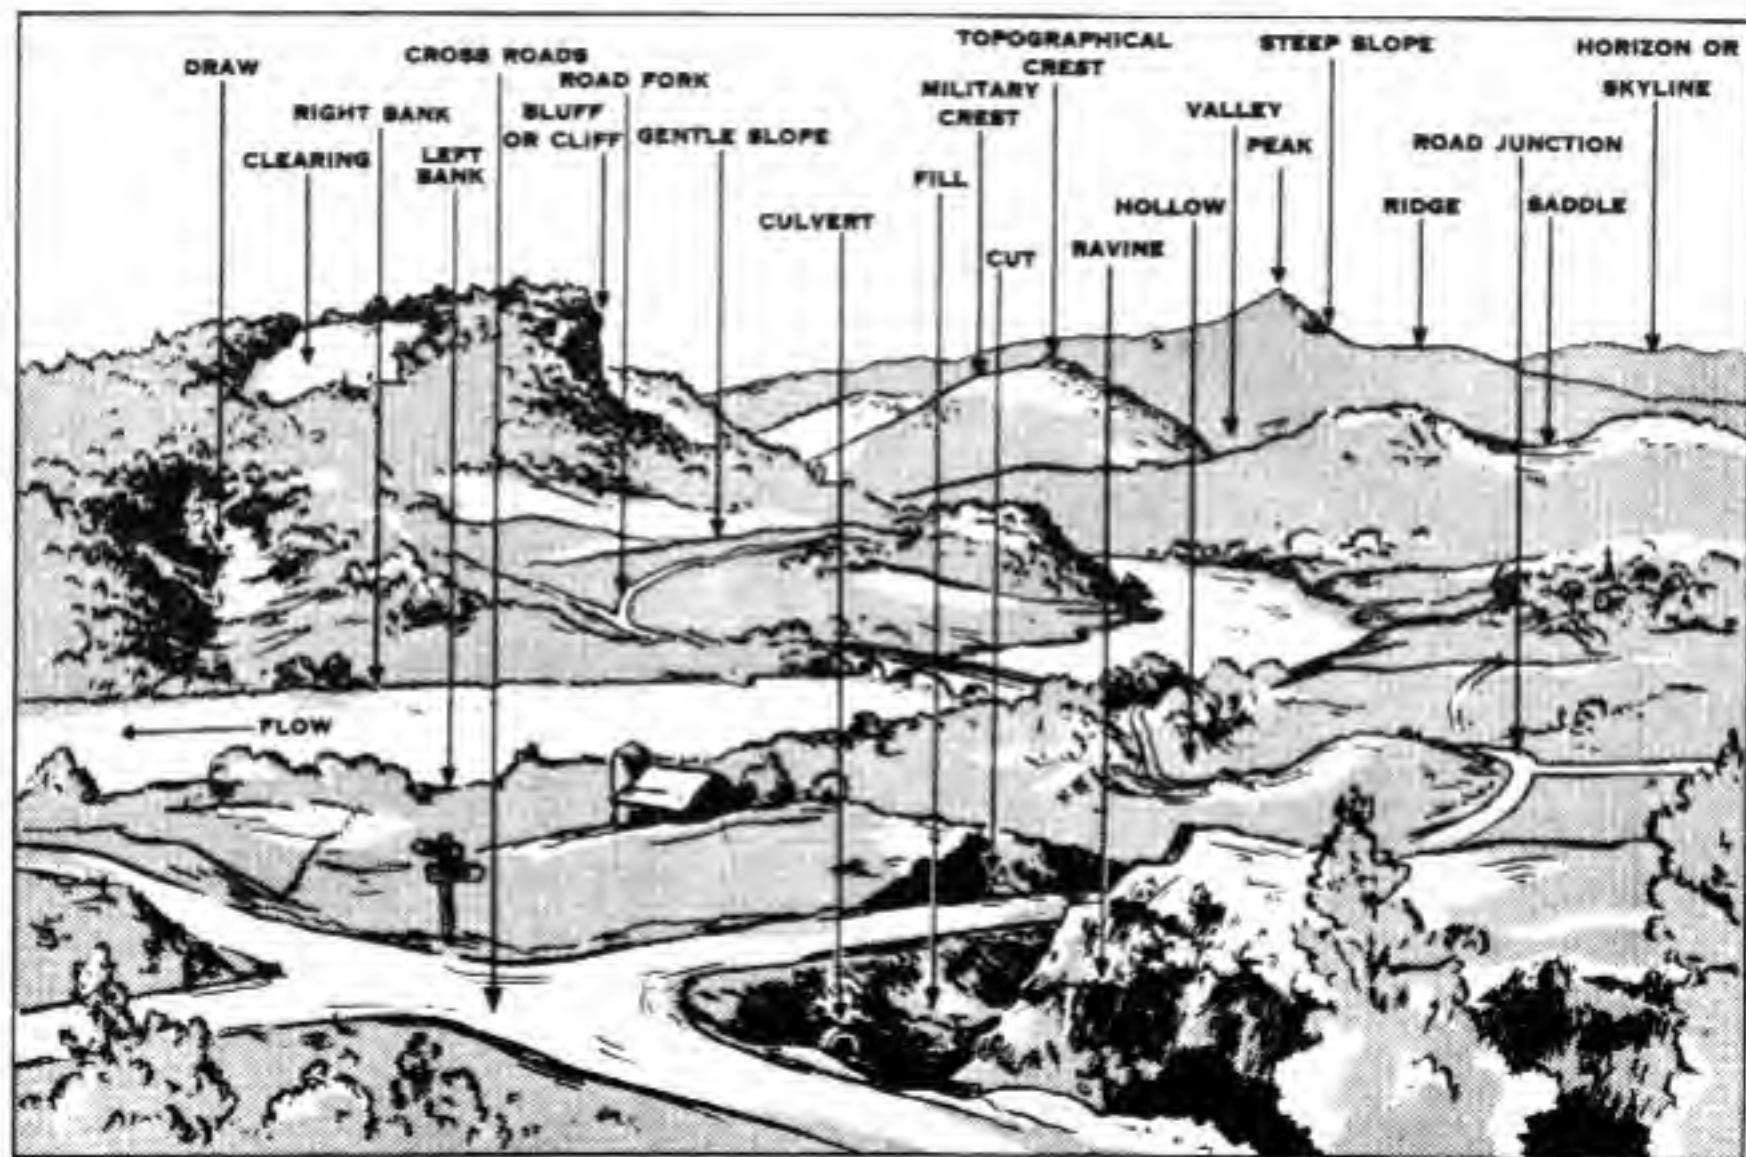 DRAW
CROSS ROADS
ROAD FORK
RIGHT BANK
BLUFF
OR CLIFF
CLEARING
LEFT
BANK
GENTLE SLOPE
TOPOGRAPHICAL
CREST
MILITARY
CREST
STEEP SLOPE
HORIZON OR
SKYLINE
VALLEY
PEAK
ROAD JUNCTION
FILL
CULVERT
HOLLOW
RIDGE
SADDLE
CUT
RAVINE
FLOW